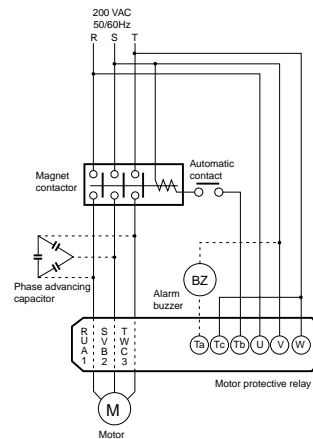 200 VAC
50/60Hz
R S T
Magnet
contactor
Automatic
contact
Phase advancing
capacitor
Alarm
buzzer
BZ
R S T
U V W
A B C
1 2 3
Ta Tc Tb U V W
Motor protective relay
M
Motor